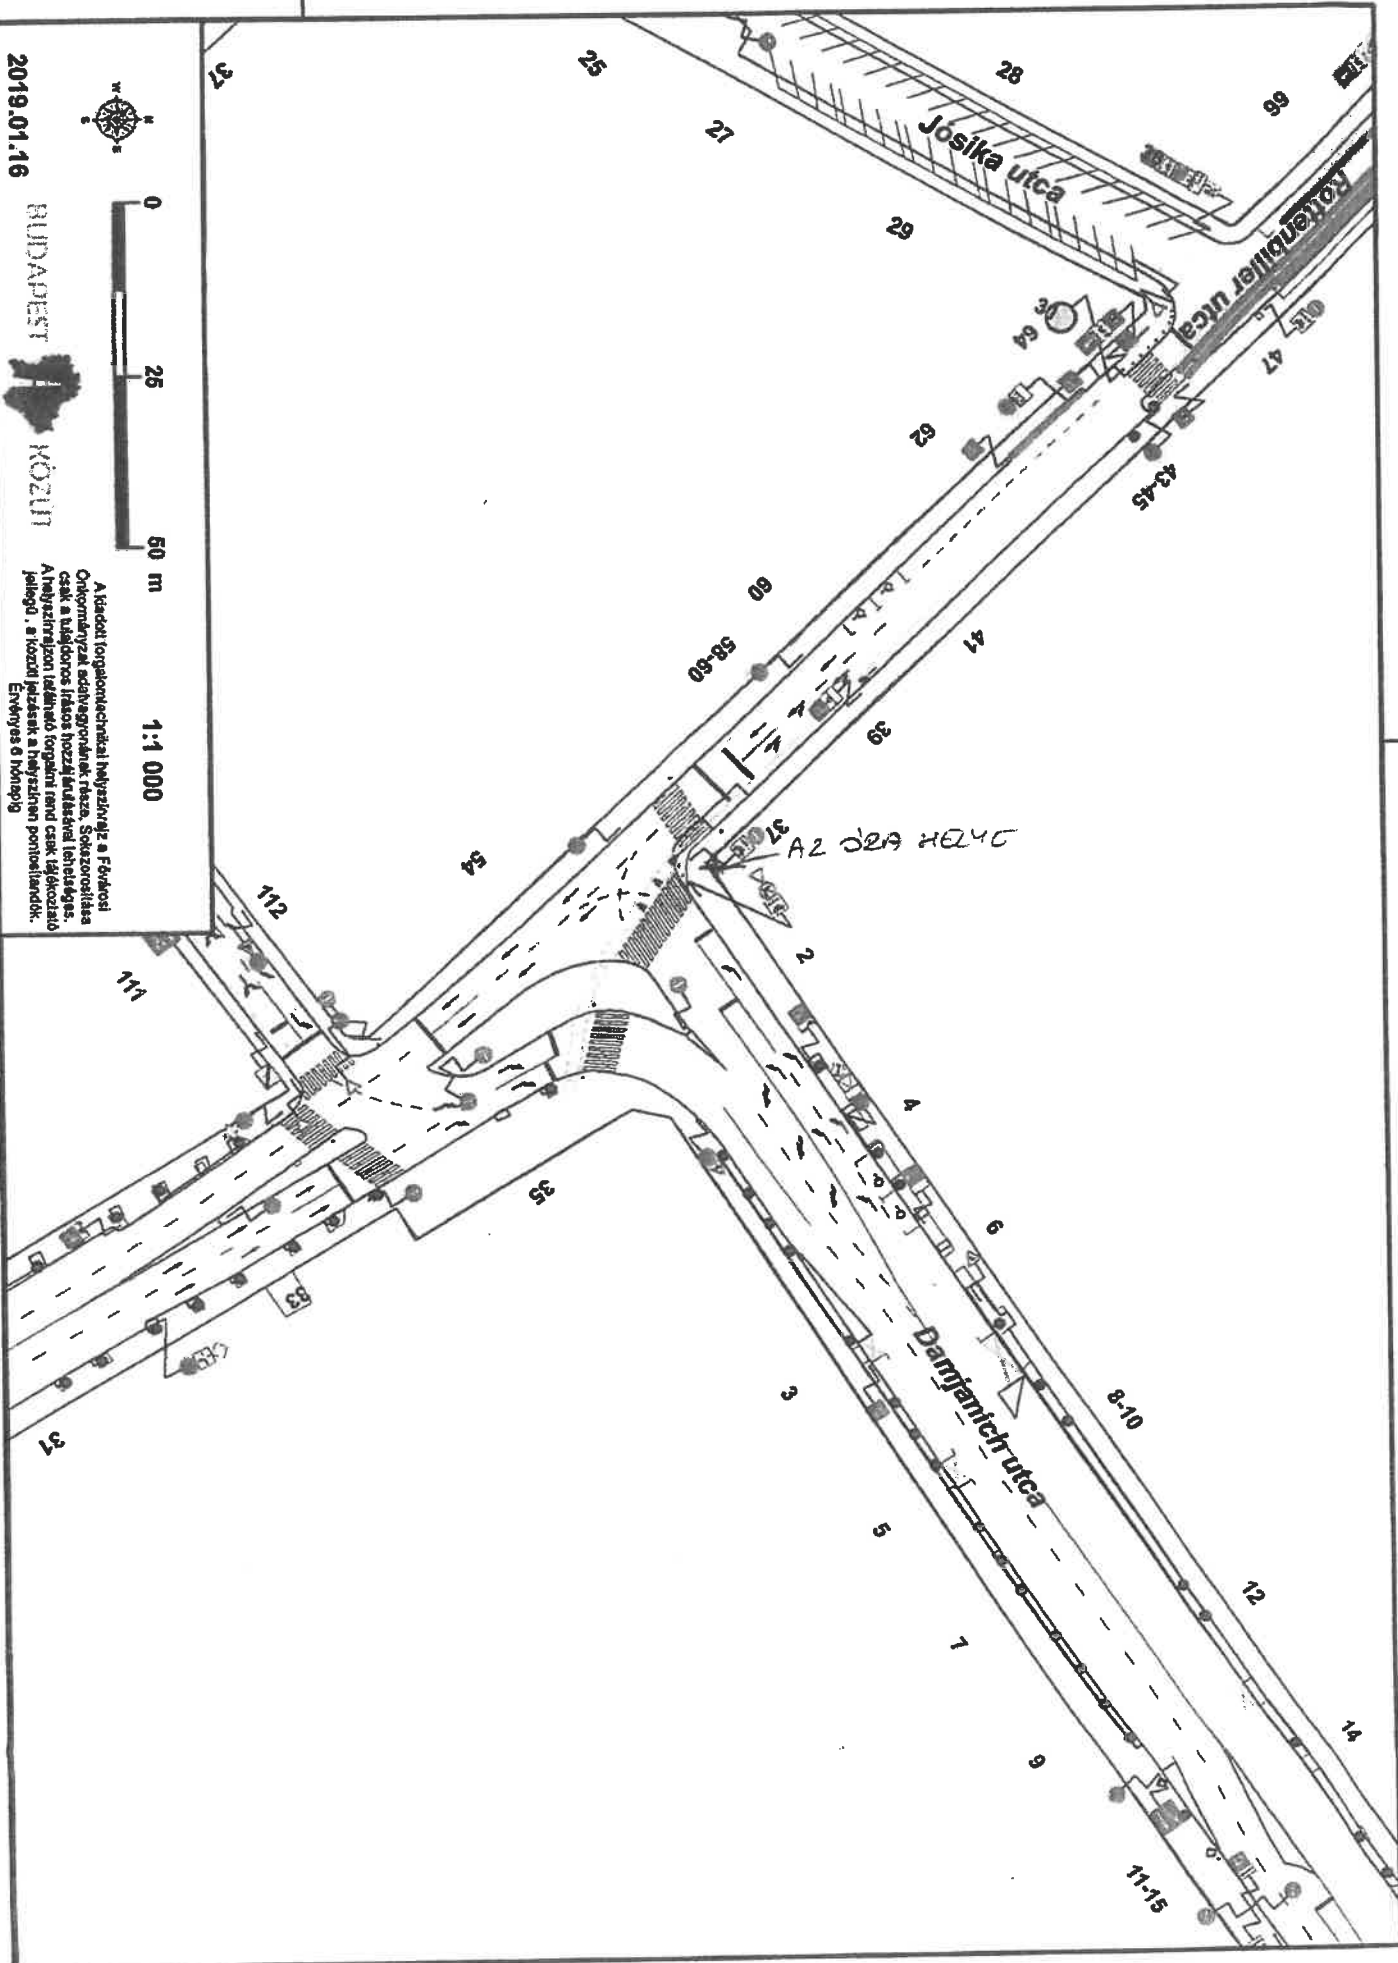 28
66
25
27
Jósika utca
Rottenbiller utca
29
30
64
47
62
43-45
60
41
58-60
39
37
AZ ÓRA HELYE
54
2
112
111
4
35
6
33
31
3
Damjanich utca
8-10
5
7
12
9
14
11-15
37
N
W
E
S
0
25
50 m
1:1 000
2019.01.16
BUDAPEST KÖZÚT
A kiadott forgalomtechnikai helyszínrajz a Fővárosi
Önkormányzat adatvagyonának része, Sokszorosítása
csak a tulajdonos írásos hozzájárulásával lehetséges.
A helyszínrajzon található forgalmi rend csak tájékoztató
jellegű, a közúti jelzések a helyszínen pontosítandók.
Érvényes 6 hónapig